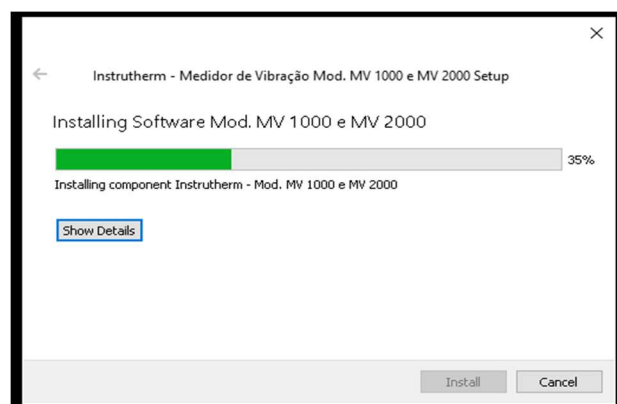 Instrutherm - Medidor de Vibração Mod. MV 1000 e MV 2000 Setup
Installing Software Mod. MV 1000 e MV 2000
35%
Installing component Instrutherm - Mod. MV 1000 e MV 2000
Show Details
Install Cancel